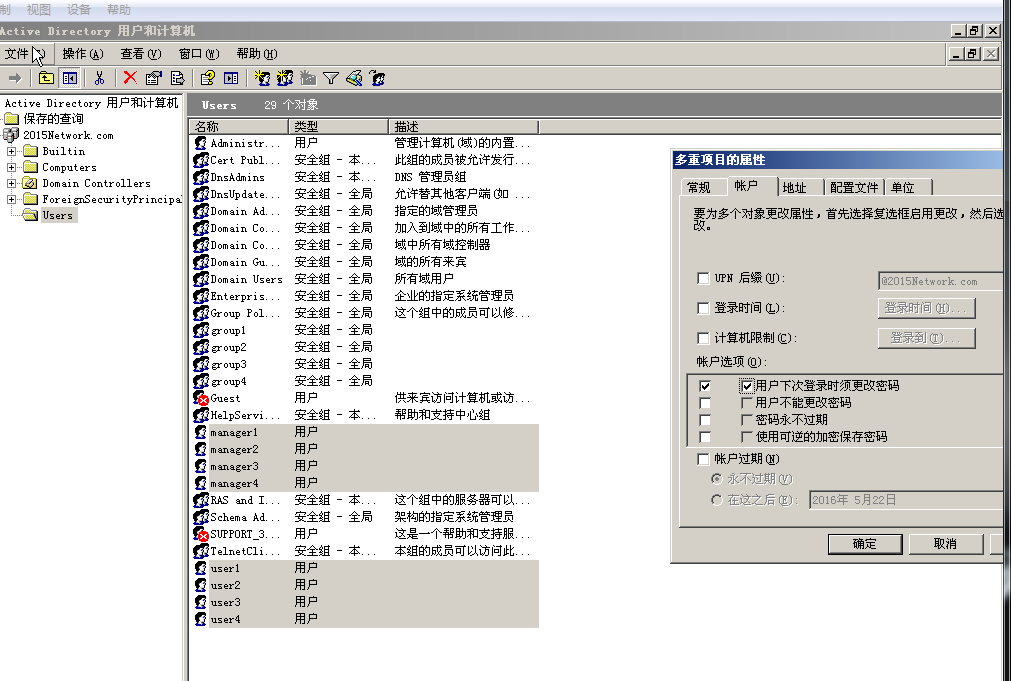 制 视图 设备 帮助
Active Directory 用户和计算机
文件 操作(A) 查看(V) 窗口(W) 帮助(H)
Active Directory 用户和计算机
保存的查询
2015Network.com
Builtin
Computers
Domain Controllers
ForeignSecurityPrincipa
Users
Users 29 个对象
名称 类型 描述
Administr... 用户 管理计算机(域)的内置...
Cert Publ... 安全组 - 本... 此组的成员被允许发行...
DnsAdmins 安全组 - 本... DNS 管理员组
DnsUpdate... 安全组 - 全局 允许替其他客户端(如 ...
Domain Ad... 安全组 - 全局 指定的域管理员
Domain Co... 安全组 - 全局 加入到域中的所有工作...
Domain Co... 安全组 - 全局 域中所有域控制器
Domain Gu... 安全组 - 全局 域的所有来宾
Domain Users 安全组 - 全局 所有域用户
Enterpris... 安全组 - 全局 企业的指定系统管理员
Group Pol... 安全组 - 全局 这个组中的成员可以修...
group1 安全组 - 全局
group2 安全组 - 全局
group3 安全组 - 全局
group4 安全组 - 全局
Guest 用户 供来宾访问计算机或访...
HelpServi... 安全组 - 本... 帮助和支持中心组
manager1 用户
manager2 用户
manager3 用户
manager4 用户
RAS and I... 安全组 - 本... 这个组中的服务器可以...
Schema Ad... 安全组 - 全局 架构的指定系统管理员
SUPPORT_3... 用户 这是一个帮助和支持服...
TelnetCli... 安全组 - 本... 本组的成员可以访问此...
user1 用户
user2 用户
user3 用户
user4 用户
多重项目的属性
常规 帐户 地址 配置文件 单位
要为多个对象更改属性，首先选择复选框启用更改，然后选
改。
UPN 后缀(U): @2015Network.com
登录时间(L): 登录时间(H)...
计算机限制(C): 登录到(T)...
帐户选项(O):
用户下次登录时须更改密码
用户不能更改密码
密码永不过期
使用可逆的加密保存密码
帐户过期(N)
永不过期(V)
在这之后(E): 2016年 5月22日
确定 取消